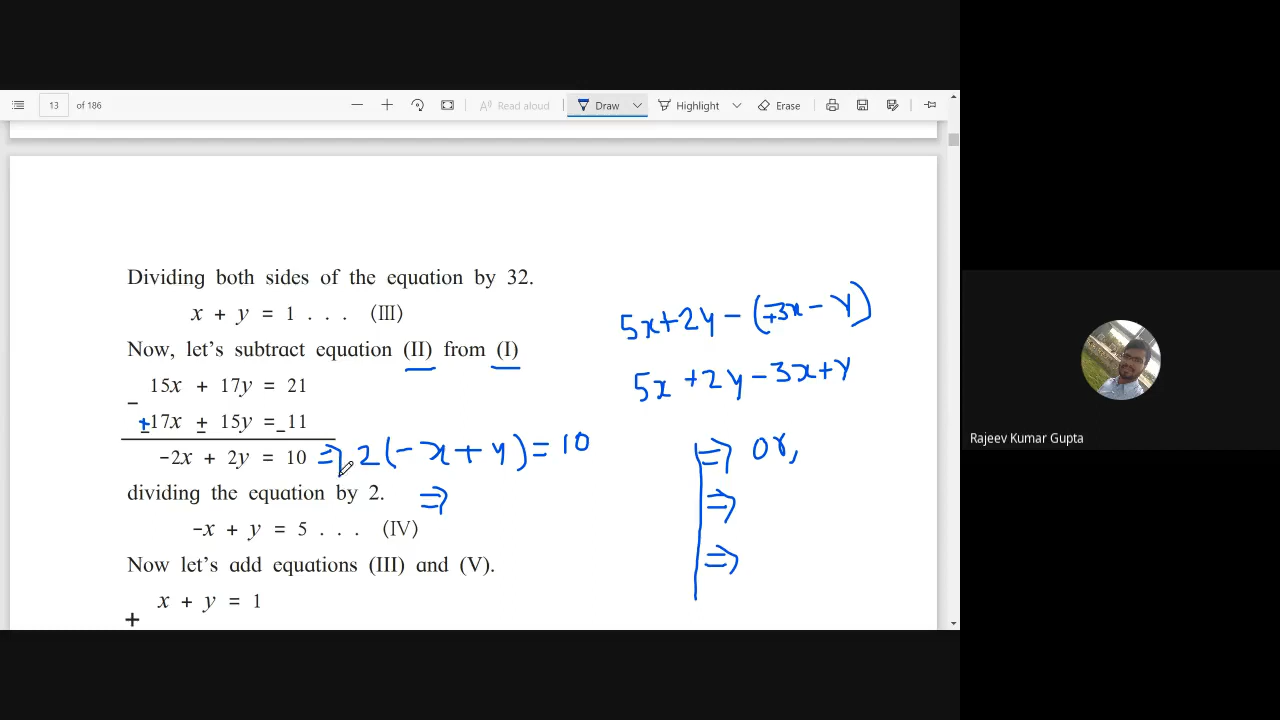 13 of 186 Read aloud Draw Highlight Erase
Dividing both sides of the equation by 32.
x + y = 1 . . . (III)
Now, let's subtract equation (II) from (I)
15x + 17y = 21
−
±17x ± 15y = _11
-2x + 2y = 10 ⇒ 2(-x+y) = 10
dividing the equation by 2. ⇒
-x + y = 5 . . . (IV)
Now let's add equations (III) and (V).
x + y = 1
+
5x+2y-(+3x-y)
5x+2y-3x+y
⇒ or,
⇒
⇒
Rajeev Kumar Gupta